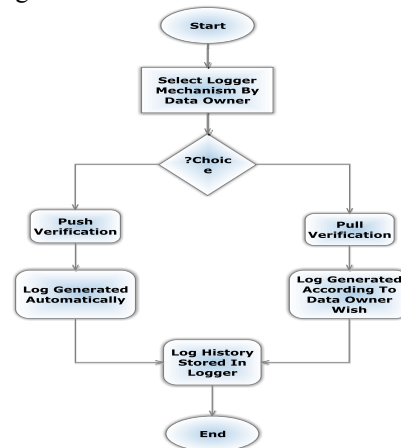 Start
Select Logger
Mechanism By
Data Owner
?Choic
e
Push
Verification
Pull
Verification
Log Generated
Automatically
Log Generated
According To
Data Owner
Wish
Log History
Stored In
Logger
End